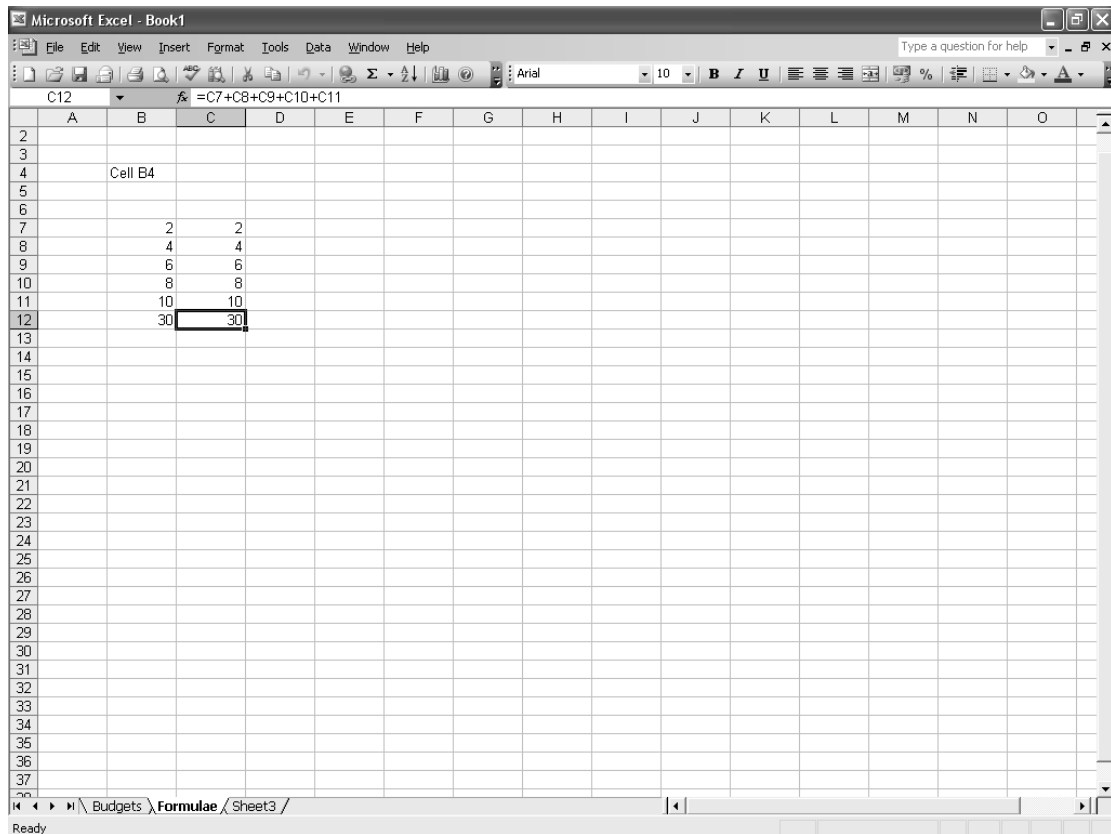 Microsoft Excel - Book1
File Edit View Insert Format Tools Data Window Help Type a question for help
ABC Σ A Z Arial 10 B I U % A
C12 fx =C7+C8+C9+C10+C11
A B C D E F G H I J K L M N O
2
3
4 Cell B4
5
6
7 2 2
8 4 4
9 6 6
10 8 8
11 10 10
12 30 30
13
14
15
16
17
18
19
20
21
22
23
24
25
26
27
28
29
30
31
32
33
34
35
36
37
Budgets Formulae Sheet3
Ready